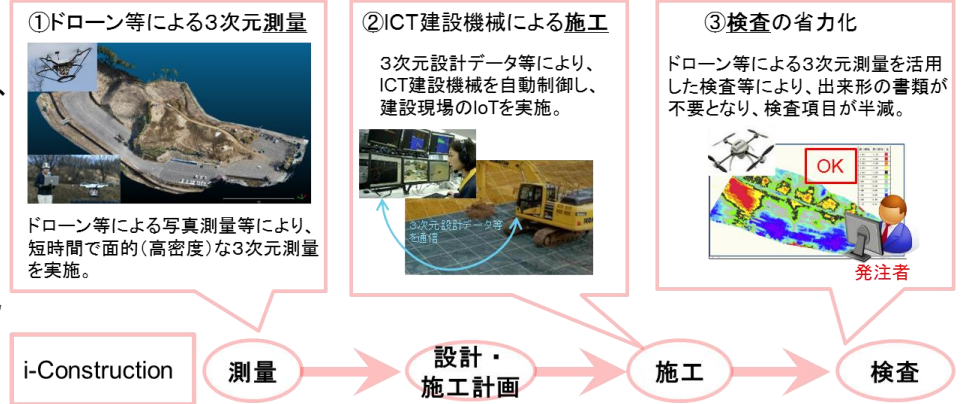 ①ドローン等による3次元測量
ドローン等による写真測量等により、
短時間で面的(高密度)な3次元測量
を実施。
②ICT建設機械による施工
3次元設計データ等により、
ICT建設機械を自動制御し、
建設現場のIoTを実施。
3次元設計データ等
を通信
③検査の省力化
ドローン等による3次元測量を活用
した検査等により、出来形の書類が
不要となり、検査項目が半減。
OK
発注者
i-Construction
測量
設計・
施工計画
施工
検査